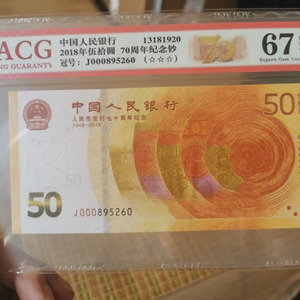 ACG
NG GUARANTY
中国人民银行 13181920
2018年伍拾圆 70周年纪念钞
冠号：J000895260 (☆☆☆)
67
Superb Gem Unc
中国人民银行
人民币发行七十周年纪念
1948-2018
50
50
J000895260